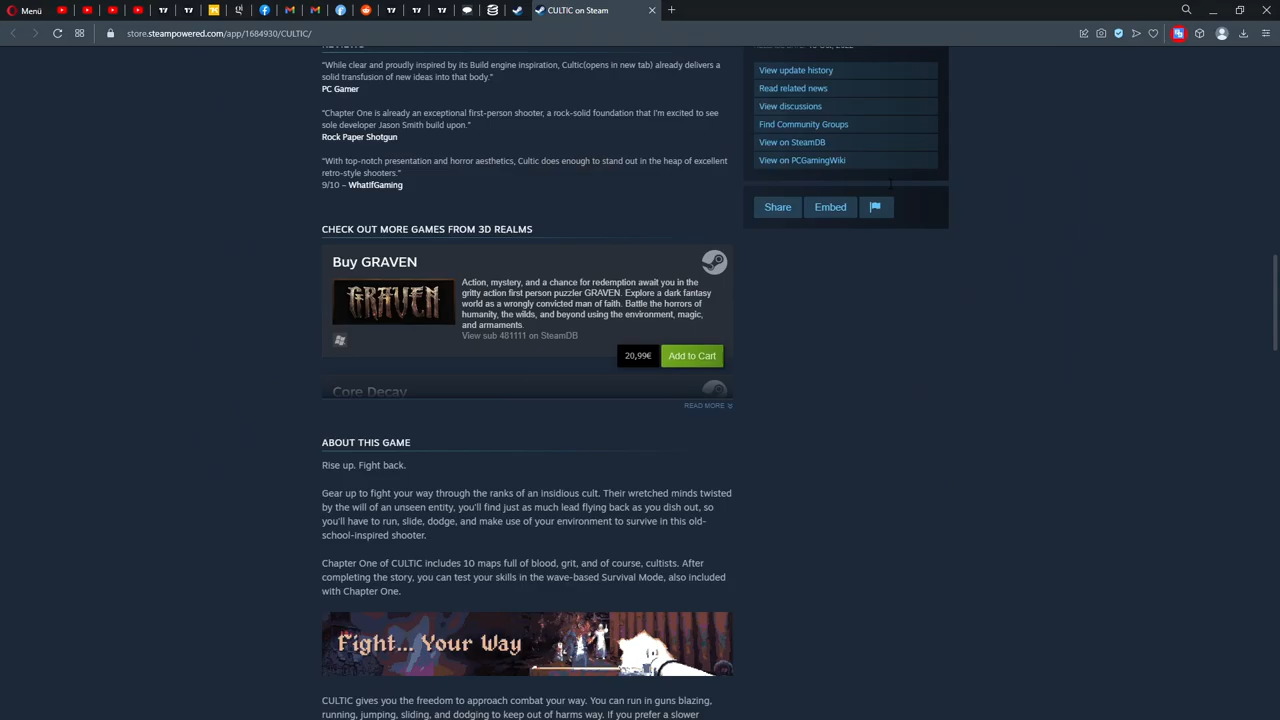 Menü
CULTIC on Steam
store.steampowered.com/app/1684930/CULTIC/
"While clear and proudly inspired by its Build engine inspiration, Cultic(opens in new tab) already delivers a
solid transfusion of new ideas into that body."
PC Gamer
"Chapter One is already an exceptional first-person shooter, a rock-solid foundation that I'm excited to see
sole developer Jason Smith build upon."
Rock Paper Shotgun
"With top-notch presentation and horror aesthetics, Cultic does enough to stand out in the heap of excellent
retro-style shooters."
9/10 – WhatIfGaming
View update history
Read related news
View discussions
Find Community Groups
View on SteamDB
View on PCGamingWiki
Share
Embed
CHECK OUT MORE GAMES FROM 3D REALMS
Buy GRAVEN
GRAVEN
Action, mystery, and a chance for redemption await you in the
gritty action first person puzzler GRAVEN. Explore a dark fantasy
world as a wrongly convicted man of faith. Battle the horrors of
humanity, the wilds, and beyond using the environment, magic,
and armaments.
View sub 481111 on SteamDB
20,99€
Add to Cart
Core Decay
READ MORE
ABOUT THIS GAME
Rise up. Fight back.
Gear up to fight your way through the ranks of an insidious cult. Their wretched minds twisted
by the will of an unseen entity, you'll find just as much lead flying back as you dish out, so
you'll have to run, slide, dodge, and make use of your environment to survive in this old-
school-inspired shooter.
Chapter One of CULTIC includes 10 maps full of blood, grit, and of course, cultists. After
completing the story, you can test your skills in the wave-based Survival Mode, also included
with Chapter One.
Fight... Your Way
CULTIC gives you the freedom to approach combat your way. You can run in guns blazing,
running, jumping, sliding, and dodging to keep out of harms way. If you prefer a slower